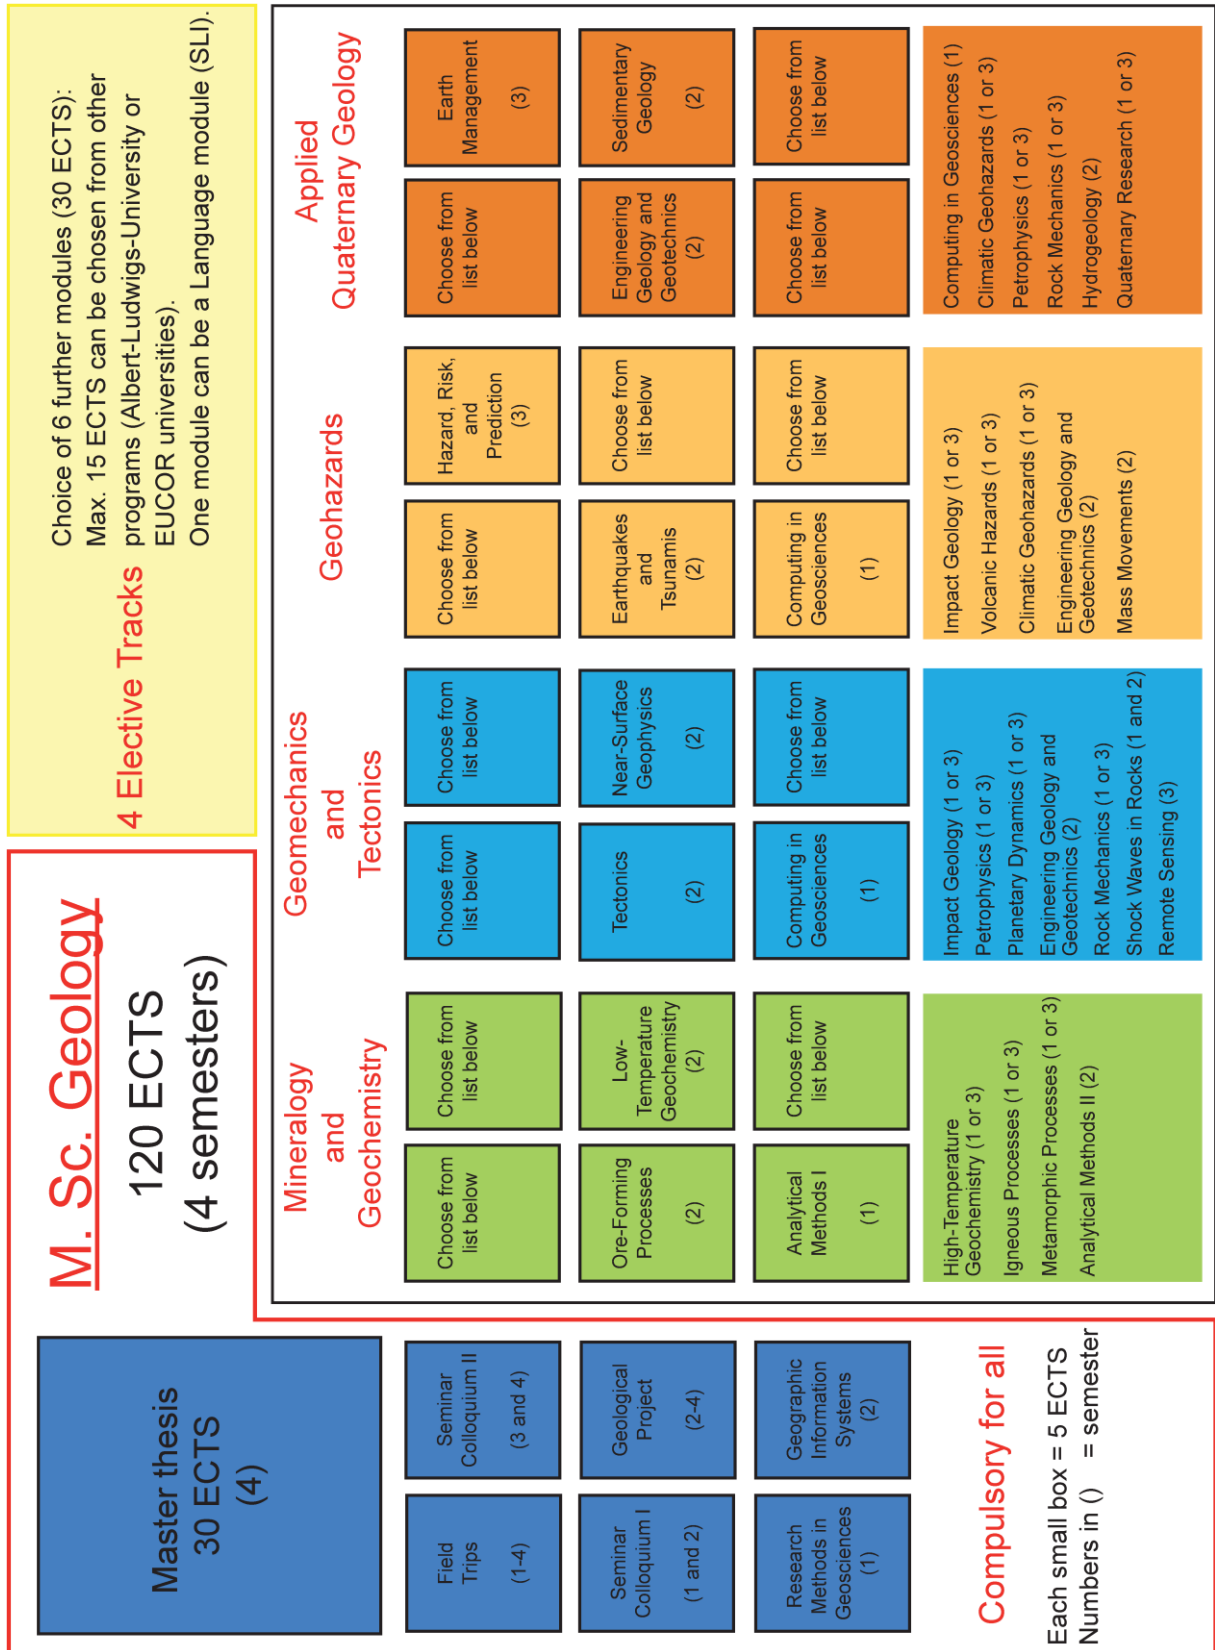 M. Sc. Geology
120 ECTS
(4 semesters)
Choice of 6 further modules (30 ECTS):
Max. 15 ECTS can be chosen from other
programs (Albert-Ludwigs-University or
EUCOR universities).
One module can be a Language module (SLI).
4 Elective Tracks
Master thesis
30 ECTS
(4)
Field
Trips
(1-4)
Seminar
Colloquium II
(3 and 4)
Seminar
Colloquium I
(1 and 2)
Geological
Project
(2-4)
Research
Methods in
Geosciences
(1)
Geographic
Information
Systems
(2)
Compulsory for all
Each small box = 5 ECTS
Numbers in () = semester
Mineralogy
and
Geochemistry
Choose from
list below
Choose from
list below
Ore-Forming
Processes
(2)
Low-
Temperature
Geochemistry
(2)
Analytical
Methods I
(1)
Choose from
list below
High-Temperature
Geochemistry (1 or 3)
Igneous Processes (1 or 3)
Metamorphic Processes (1 or 3)
Analytical Methods II (2)
Geomechanics
and
Tectonics
Choose from
list below
Choose from
list below
Tectonics
(2)
Near-Surface
Geophysics
(2)
Computing in
Geosciences
(1)
Choose from
list below
Impact Geology (1 or 3)
Petrophysics (1 or 3)
Planetary Dynamics (1 or 3)
Engineering Geology and
Geotechnics (2)
Rock Mechanics (1 or 3)
Shock Waves in Rocks (1 and 2)
Remote Sensing (3)
Geohazards
Choose from
list below
Hazard, Risk,
and
Prediction
(3)
Earthquakes
and
Tsunamis
(2)
Choose from
list below
Computing in
Geosciences
(1)
Choose from
list below
Impact Geology (1 or 3)
Volcanic Hazards (1 or 3)
Climatic Geohazards (1 or 3)
Engineering Geology and
Geotechnics (2)
Mass Movements (2)
Applied
Quaternary Geology
Choose from
list below
Earth
Management
(3)
Engineering
Geology and
Geotechnics
(2)
Sedimentary
Geology
(2)
Choose from
list below
Choose from
list below
Computing in Geosciences (1)
Climatic Geohazards (1 or 3)
Petrophysics (1 or 3)
Rock Mechanics (1 or 3)
Hydrogeology (2)
Quaternary Research (1 or 3)